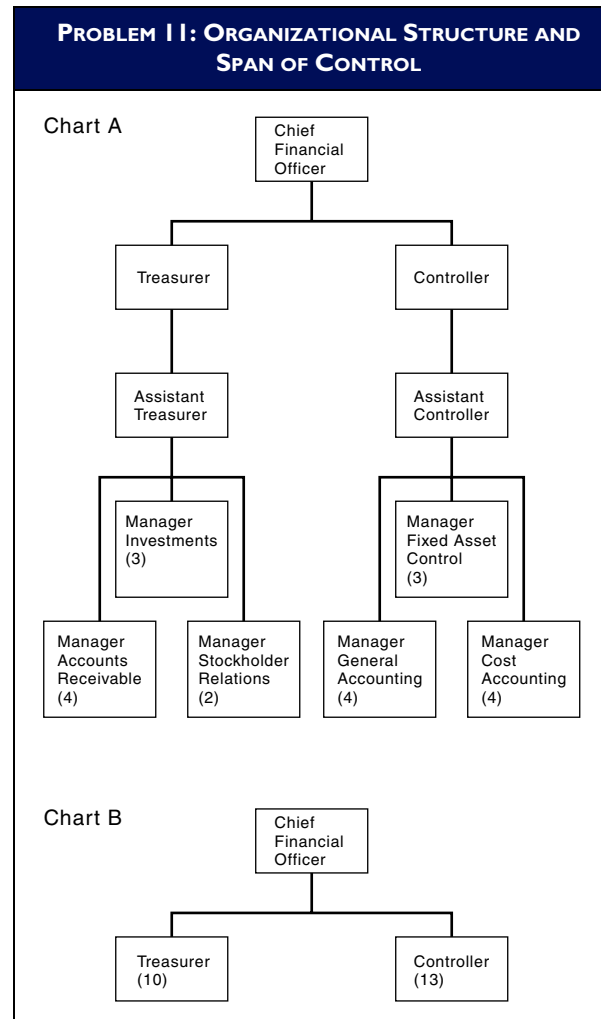 PROBLEM 11: ORGANIZATIONAL STRUCTURE AND
SPAN OF CONTROL
Chart A
Chief
Financial
Officer
Treasurer
Controller
Assistant
Treasurer
Assistant
Controller
Manager
Investments
(3)
Manager
Fixed Asset
Control
(3)
Manager
Accounts
Receivable
(4)
Manager
Stockholder
Relations
(2)
Manager
General
Accounting
(4)
Manager
Cost
Accounting
(4)
Chart B
Chief
Financial
Officer
Treasurer
(10)
Controller
(13)